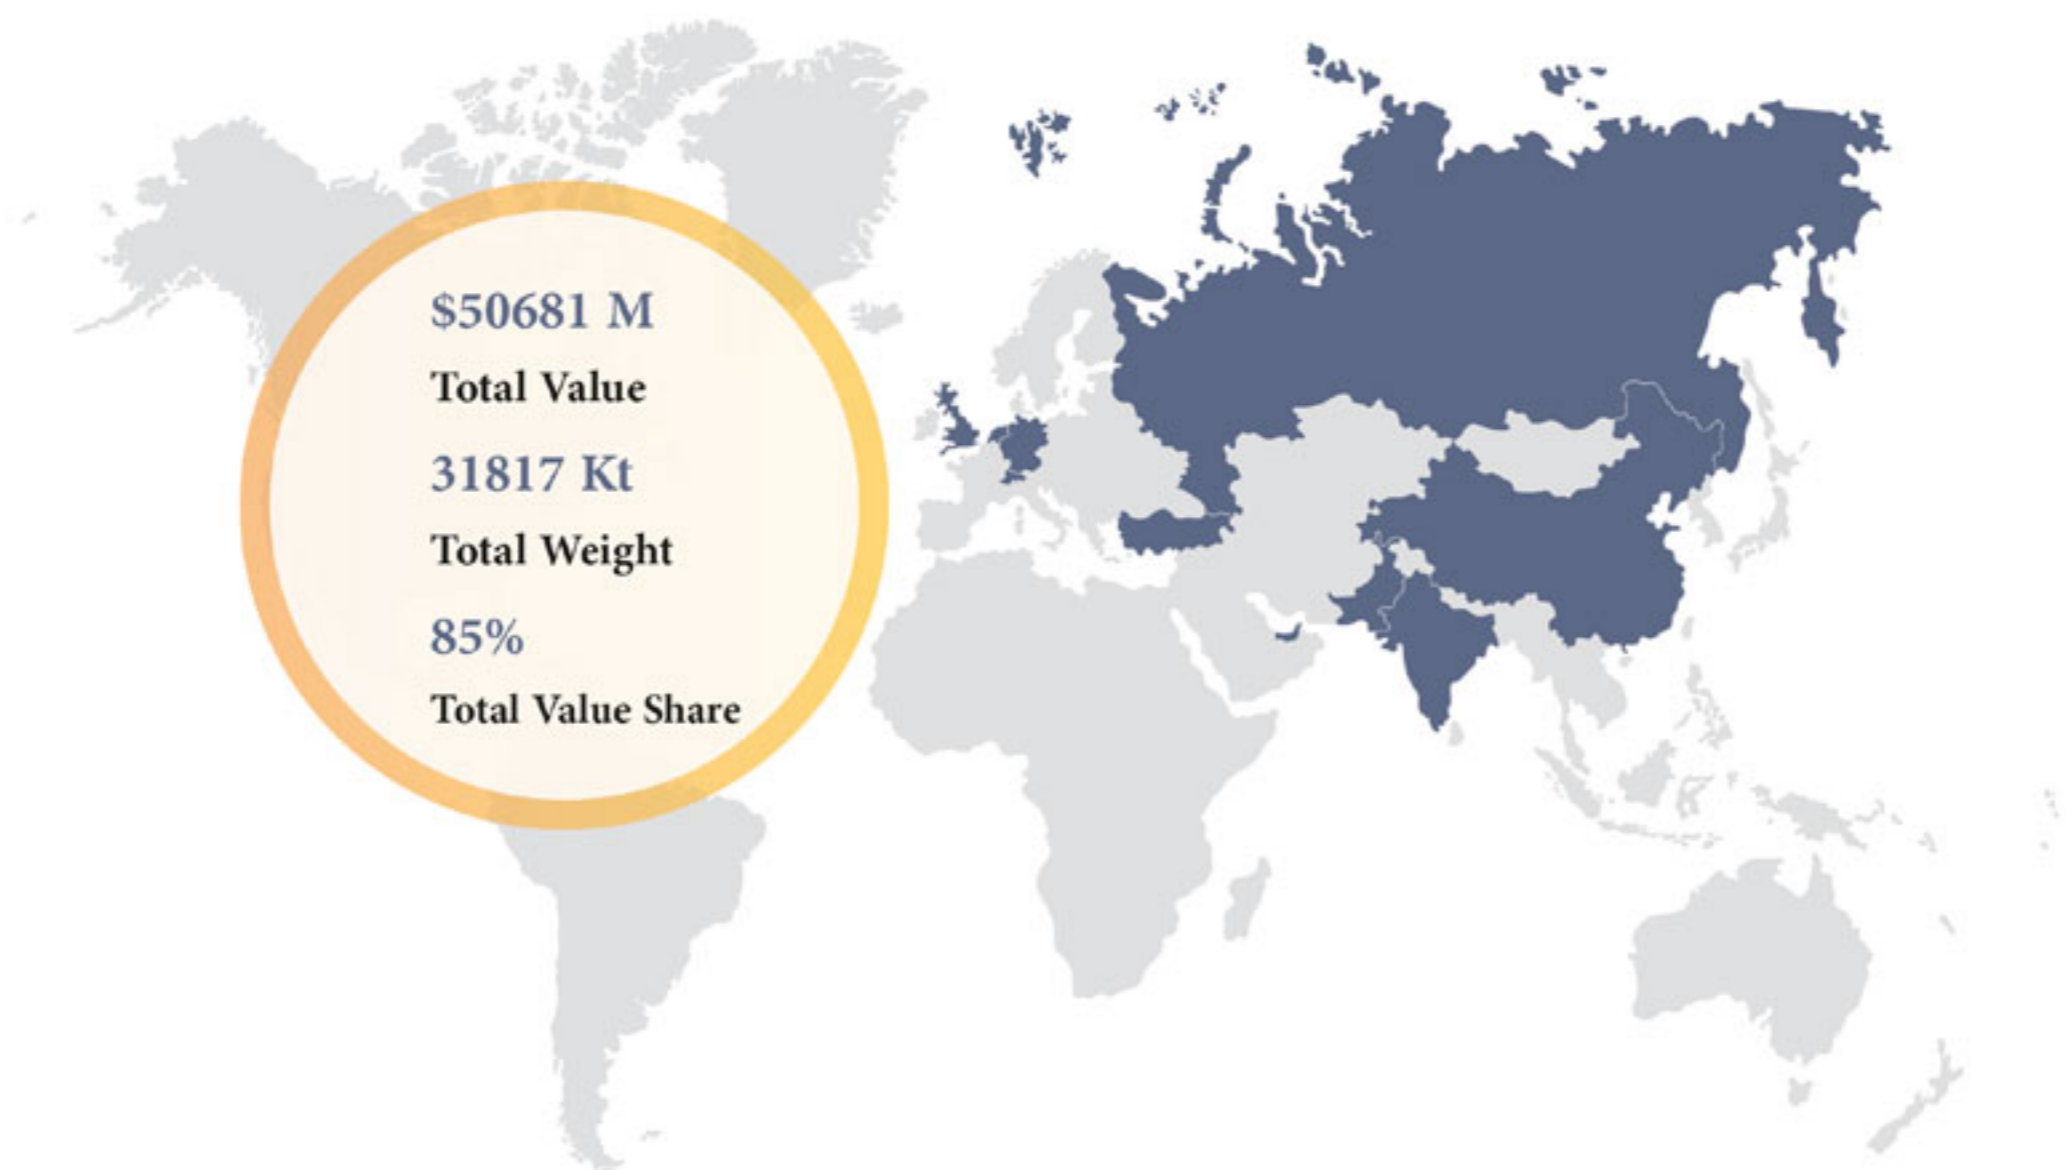 $50681 M
Total Value
31817 Kt
Total Weight
85%
Total Value Share